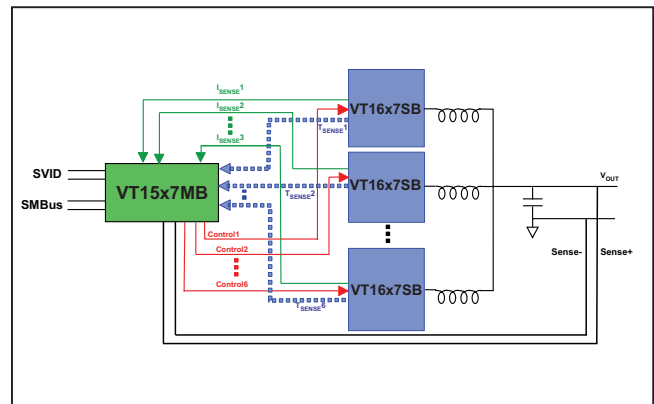 ISENSE1
VT16x7SB
ISENSE2
TSENSE1
ISENSE3
SVID
VT15x7MB
VT16x7SB
VOUT
SMBus
TSENSE2
Control1
Control2
Sense-
Sense+
VT16x7SB
Control6
TSENSE6